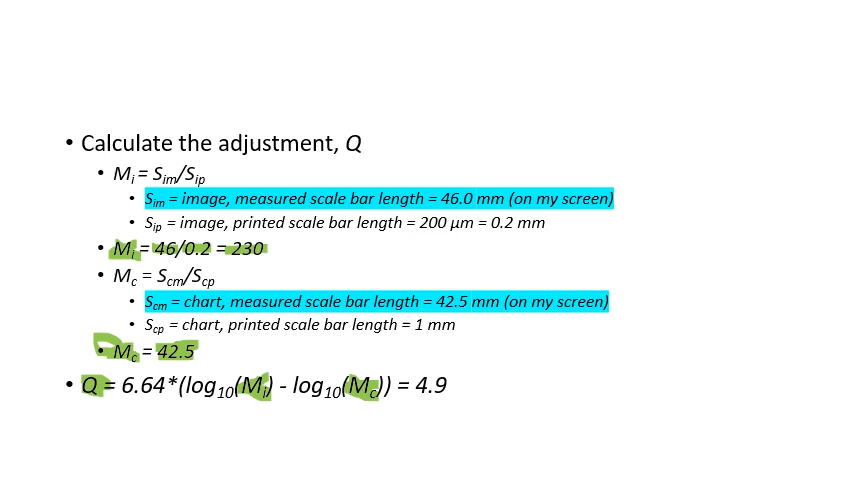 • Calculate the adjustment, Q
• Mi = Sim/Sip
• Sim = image, measured scale bar length = 46.0 mm (on my screen)
• Sip = image, printed scale bar length = 200 µm = 0.2 mm
• Mi = 46/0.2 = 230
• Mc = Scm/Scp
• Scm = chart, measured scale bar length = 42.5 mm (on my screen)
• Scp = chart, printed scale bar length = 1 mm
• Mc = 42.5
• Q = 6.64*(log10(Mi) - log10(Mc)) = 4.9